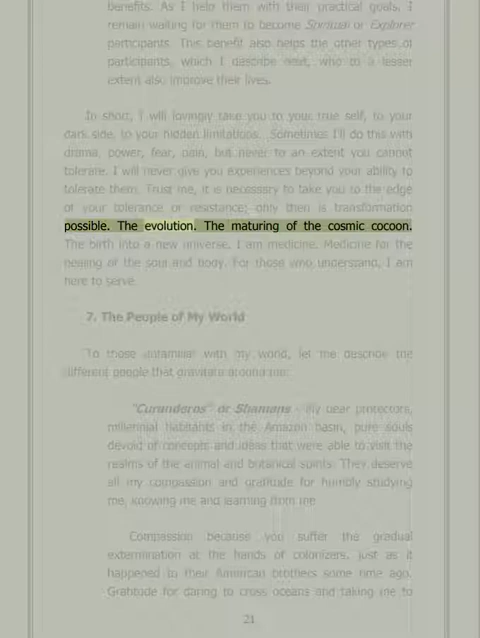 benefits. As I help them with their practical goals, I
remain waiting for them to become Spiritual or Explorer
participants. This benefit also helps the other types of
participants, which I describe next, who to a lesser
extent also improve their lives.
In short, I will lovingly take you to your true self, to your
dark side, to your hidden limitations. Sometimes I'll do this with
drama, power, fear, pain, but never to an extent you cannot
tolerate. I will never give you experiences beyond your ability to
tolerate them. Trust me, it is necessary to take you to the edge
of your tolerance or resistance; only then is transformation
possible. The evolution. The maturing of the cosmic cocoon.
The birth into a new universe. I am medicine. Medicine for the
healing of the soul and body. For those who understand, I am
here to serve.
7. The People of My World
To those unfamiliar with my world, let me describe the
different people that gravitate around me:
"Curanderos" or Shamans - My dear protectors,
millennial habitants in the Amazon basin, pure souls
devoid of concepts and ideas that were able to visit the
realms of the animal and botanical spirits. They deserve
all my compassion and gratitude for humbly studying
me, knowing me and learning from me.
Compassion because you suffer the gradual
extermination at the hands of colonizers, just as it
happened to their American brothers some time ago.
Gratitude for daring to cross oceans and taking me to
21